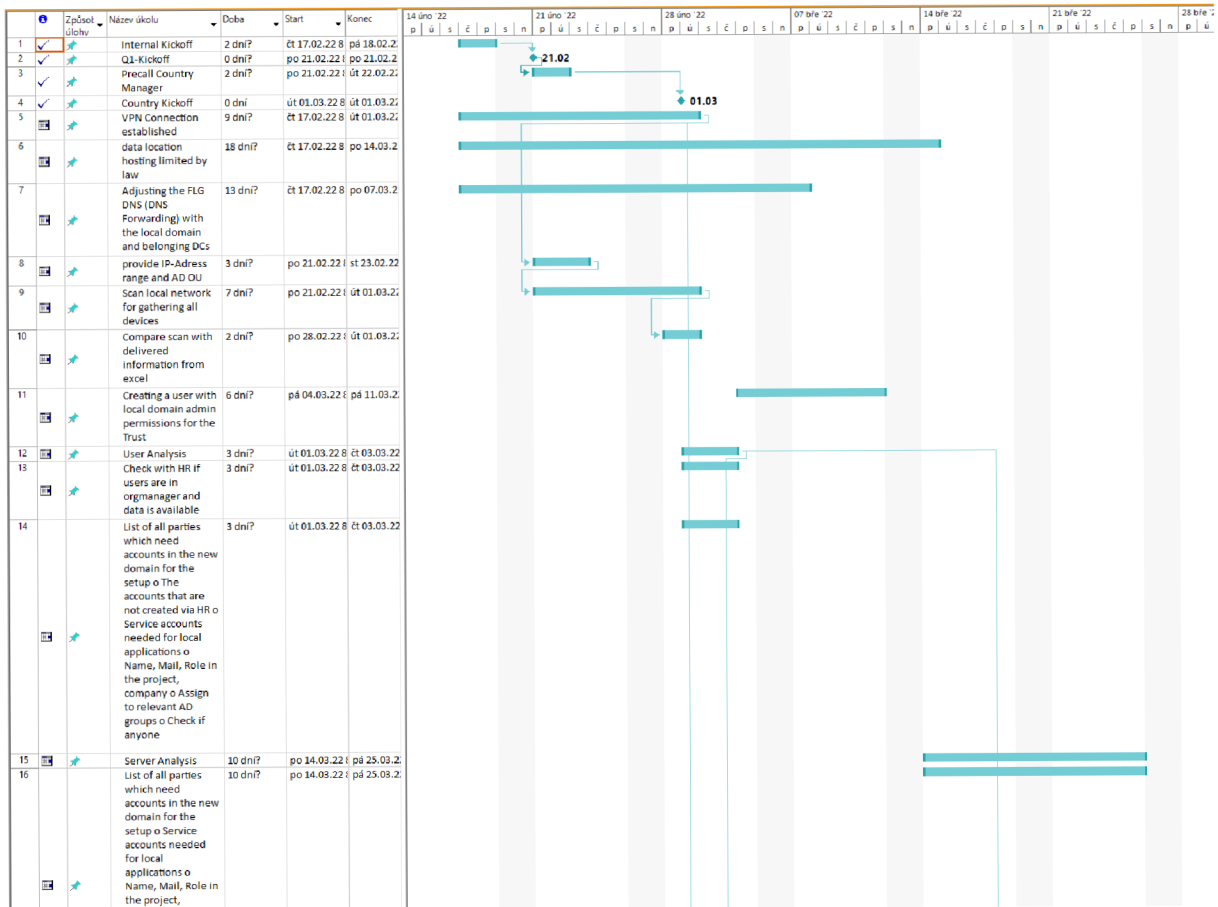 Způsot úlohv Název úkolu Doba Start Konec
14 úno '22 21 úno '22 28 úno '22 07 bře '22 14 bře '22 21 bře '22 28 bře '2
p ú s č p s n p ú s č p s n p ú s č p s n p ú s č p s n p ú s č p s n p ú s č p s n p ú
1 Internal Kickoff 2 dní? čt 17.02.22 8 pá 18.02.2
2 Q1-Kickoff 0 dní? po 21.02.22 po 21.02.2
21.02
3 Precall Country 2 dní? po 21.02.22 út 22.02.2
Manager
4 Country Kickoff 0 dní út 01.03.22 8 út 01.03.2
01.03
5 VPN Connection 9 dní? čt 17.02.22 8 út 01.03.2
established
6 data location 18 dní? čt 17.02.22 8 po 14.03.2
hosting limited by
law
7 Adjusting the FLG 13 dní? čt 17.02.22 8 po 07.03.2
DNS (DNS
Forwarding) with
the local domain
and belonging DCs
8 provide IP-Adress 3 dní? po 21.02.22 st 23.02.22
range and AD OU
9 Scan local network 7 dní? po 21.02.22 út 01.03.22
for gathering all
devices
10 Compare scan with 2 dní? po 28.02.22 út 01.03.22
delivered
information from
excel
11 Creating a user with 6 dní? pá 04.03.22 8 pá 11.03.2
local domain admin
permissions for the
Trust
12 User Analysis 3 dní? út 01.03.22 8 čt 03.03.22
13 Check with HR if 3 dní? út 01.03.22 8 čt 03.03.22
users are in
orgmanager and
data is available
14 List of all parties 3 dní? út 01.03.22 8 čt 03.03.22
which need
accounts in the new
domain for the
setup o The
accounts that are
not created via HR o
Service accounts
needed for local
applications o
Name, Mail, Role in
the project,
company o Assign
to relevant AD
groups o Check if
anyone
15 Server Analysis 10 dní? po 14.03.22 pá 25.03.2
16 List of all parties 10 dní? po 14.03.22 pá 25.03.2
which need
accounts in the new
domain for the
setup o Service
accounts needed
for local
applications o
Name, Mail, Role in
the project,